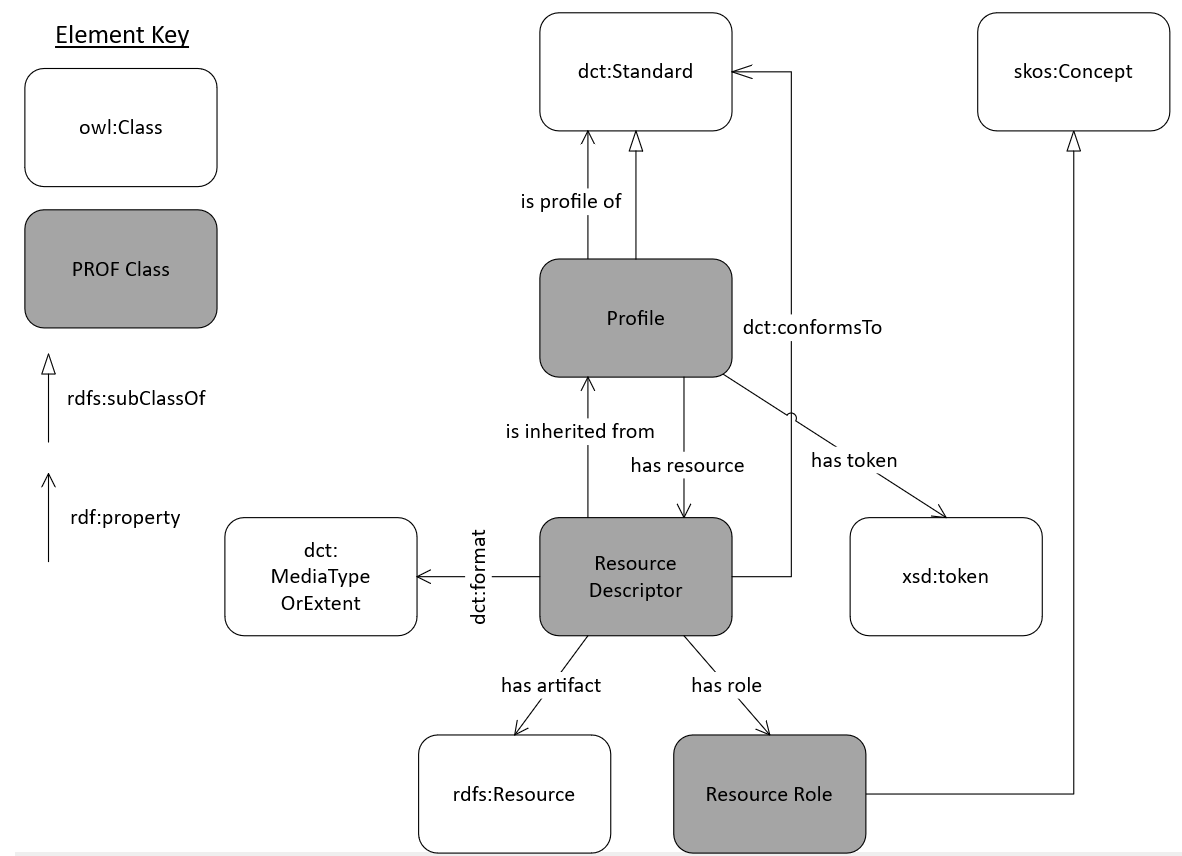 Element Key
owl:Class
PROF Class
rdfs:subClassOf
rdf:property
dct:Standard
skos:Concept
is profile of
Profile
dct:conformsTo
is inherited from
has resource
has token
dct:
MediaType
OrExtent
dct:format
Resource
Descriptor
xsd:token
has artifact
has role
rdfs:Resource
Resource Role